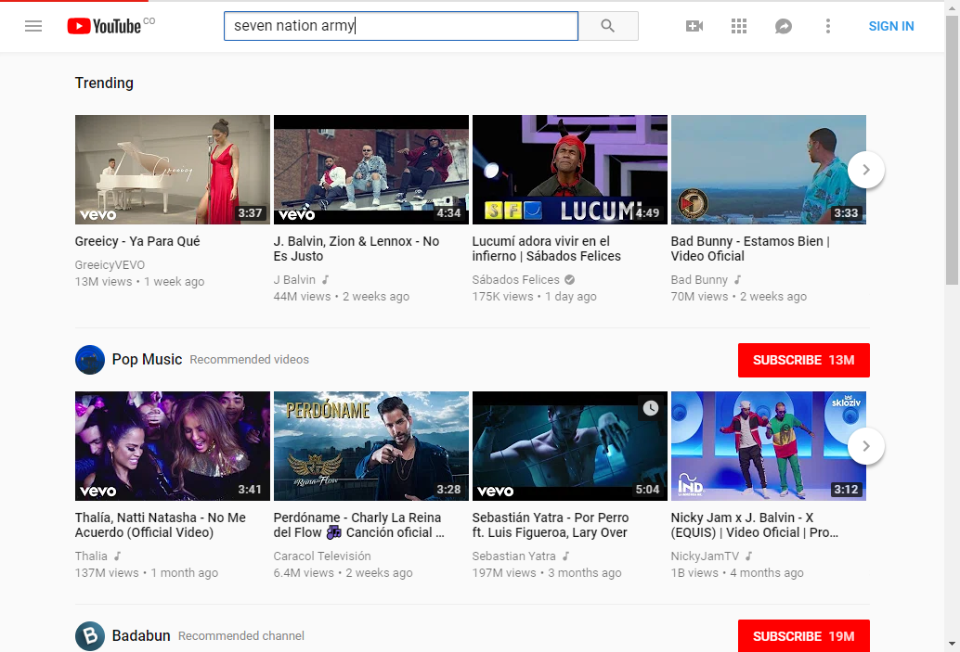 YouTube CO
seven nation army
SIGN IN
Trending
vevo
3:37
vevo
4:34
SFO LUCUMÍ
4:49
3:33
Greeicy - Ya Para Qué
GreeicyVEVO
13M views • 1 week ago
J. Balvin, Zion & Lennox - No
Es Justo
J Balvin
44M views • 2 weeks ago
Lucumí adora vivir en el
infierno | Sábados Felices
Sábados Felices
175K views • 1 day ago
Bad Bunny - Estamos Bien |
Video Oficial
Bad Bunny
70M views • 2 weeks ago
Pop Music Recommended videos
SUBSCRIBE 13M
vevo
3:41
PERDÓNAME
3:28
vevo
5:04
skloziv
IND
3:12
Thalía, Natti Natasha - No Me
Acuerdo (Official Video)
Thalia
137M views • 1 month ago
Perdóname - Charly La Reina
del Flow 🎶 Canción oficial ...
Caracol Televisión
6.4M views • 2 weeks ago
Sebastián Yatra - Por Perro
ft. Luis Figueroa, Lary Over
Sebastian Yatra
197M views • 3 months ago
Nicky Jam x J. Balvin - X
(EQUIS) | Video Oficial | Pro...
NickyJamTV
1B views • 4 months ago
B
Badabun Recommended channel
SUBSCRIBE 19M